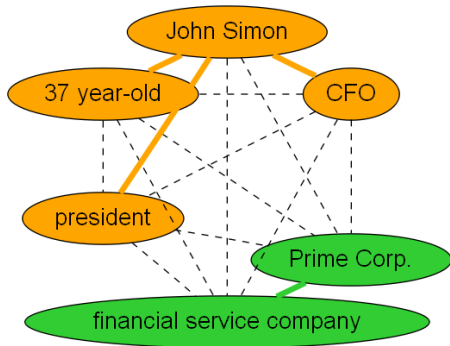 John Simon
37 year-old
CFO
president
Prime Corp.
financial service company